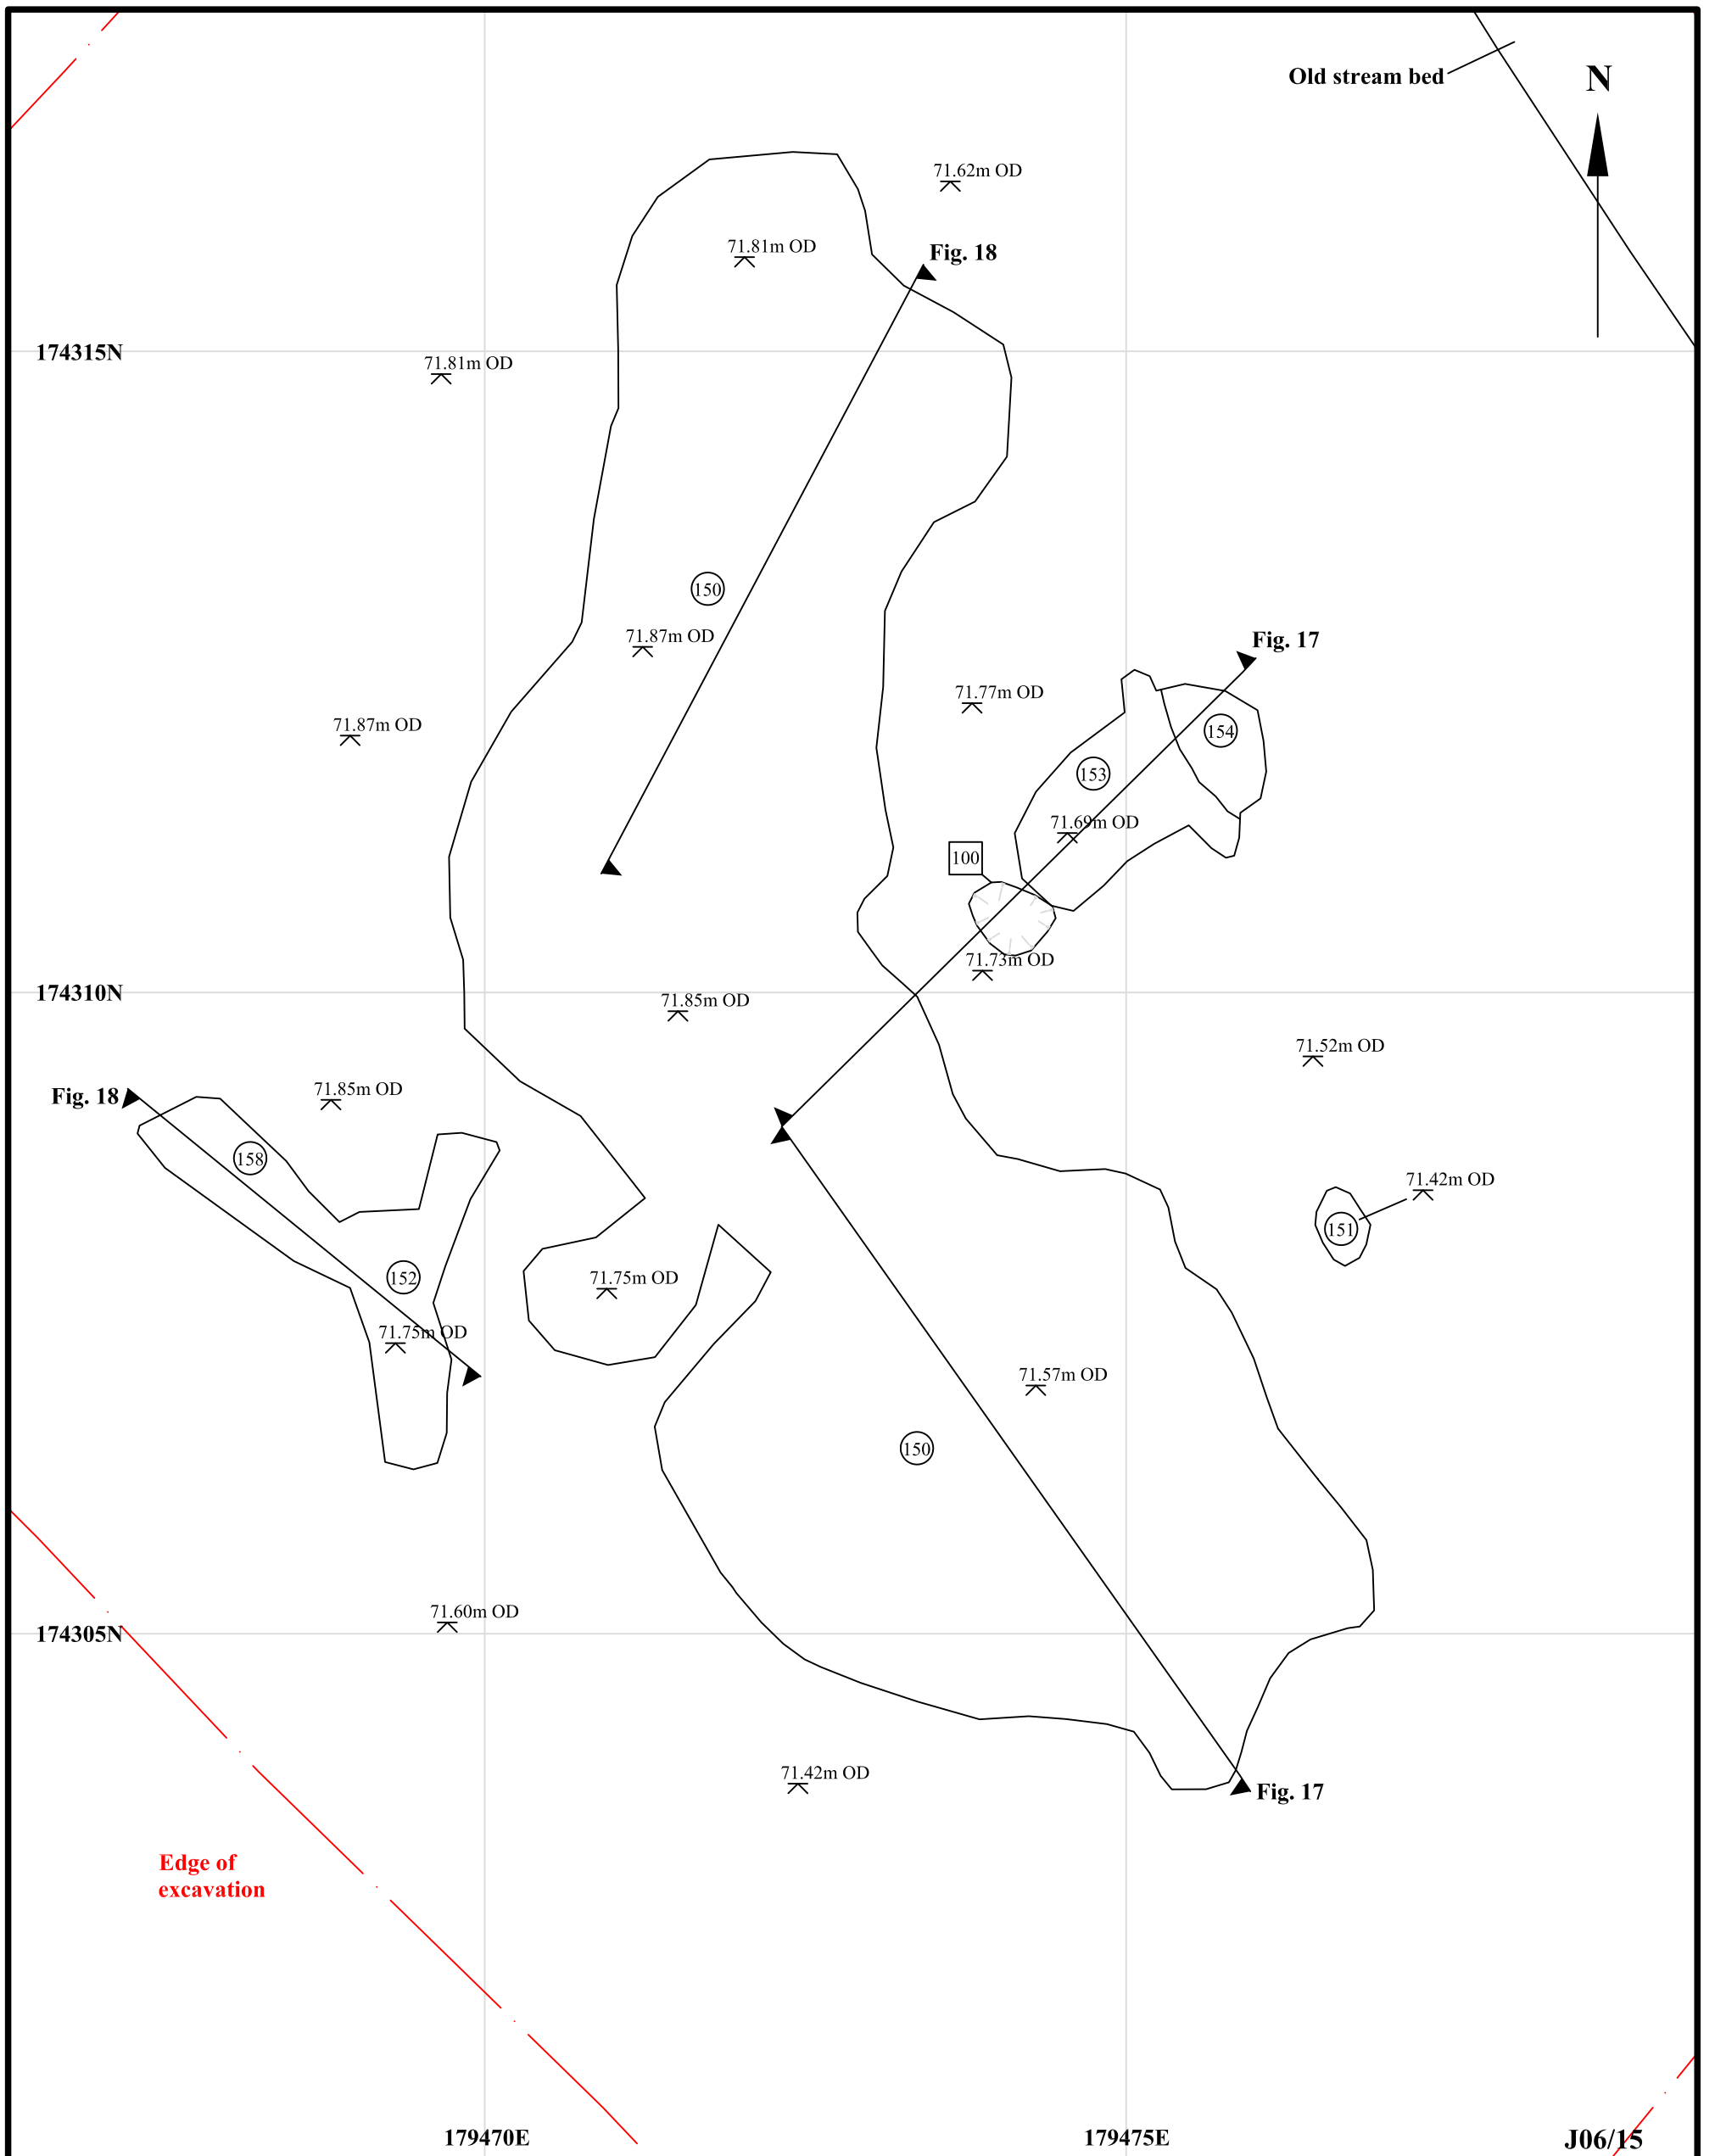 Old stream bed
N
71.62m OD
71.81m OD
Fig. 18
174315N
71.81m OD
150
71.87m OD
Fig. 17
71.77m OD
71.87m OD
154
153
71.69m OD
100
71.73m OD
174310N
71.85m OD
71.52m OD
71.85m OD
Fig. 18
158
71.42m OD
151
152
71.75m OD
71.75m OD
71.57m OD
150
71.60m OD
174305N
71.42m OD
Fig. 17
Edge of
excavation
179470E
179475E
J06/15